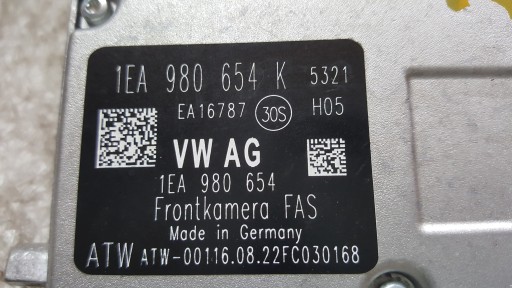 1EA 980 654 K 5321
EA16787 30S H05
VW AG
1EA 980 654
Frontkamera FAS
Made in Germany
ATW ATW-00116.08.22FC030168